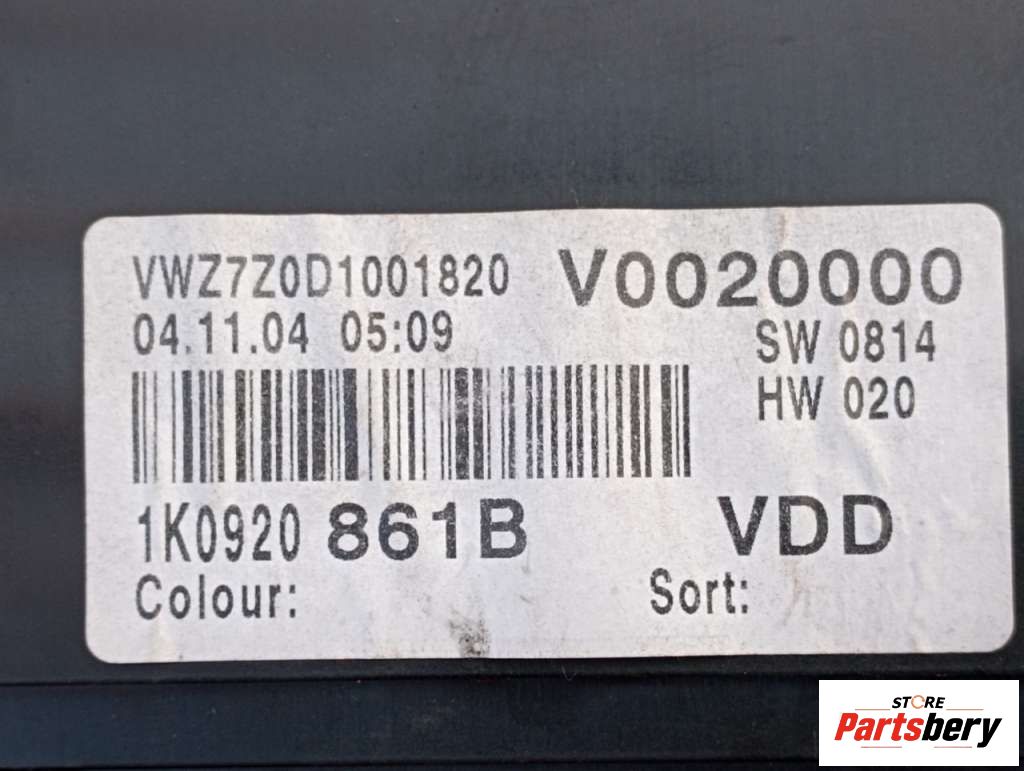 VWZ7Z0D1001820 V0020000
04.11.04 05:09 SW 0814
HW 020
1K0920 861B VDD
Colour: Sort:
STORE
Partsbery